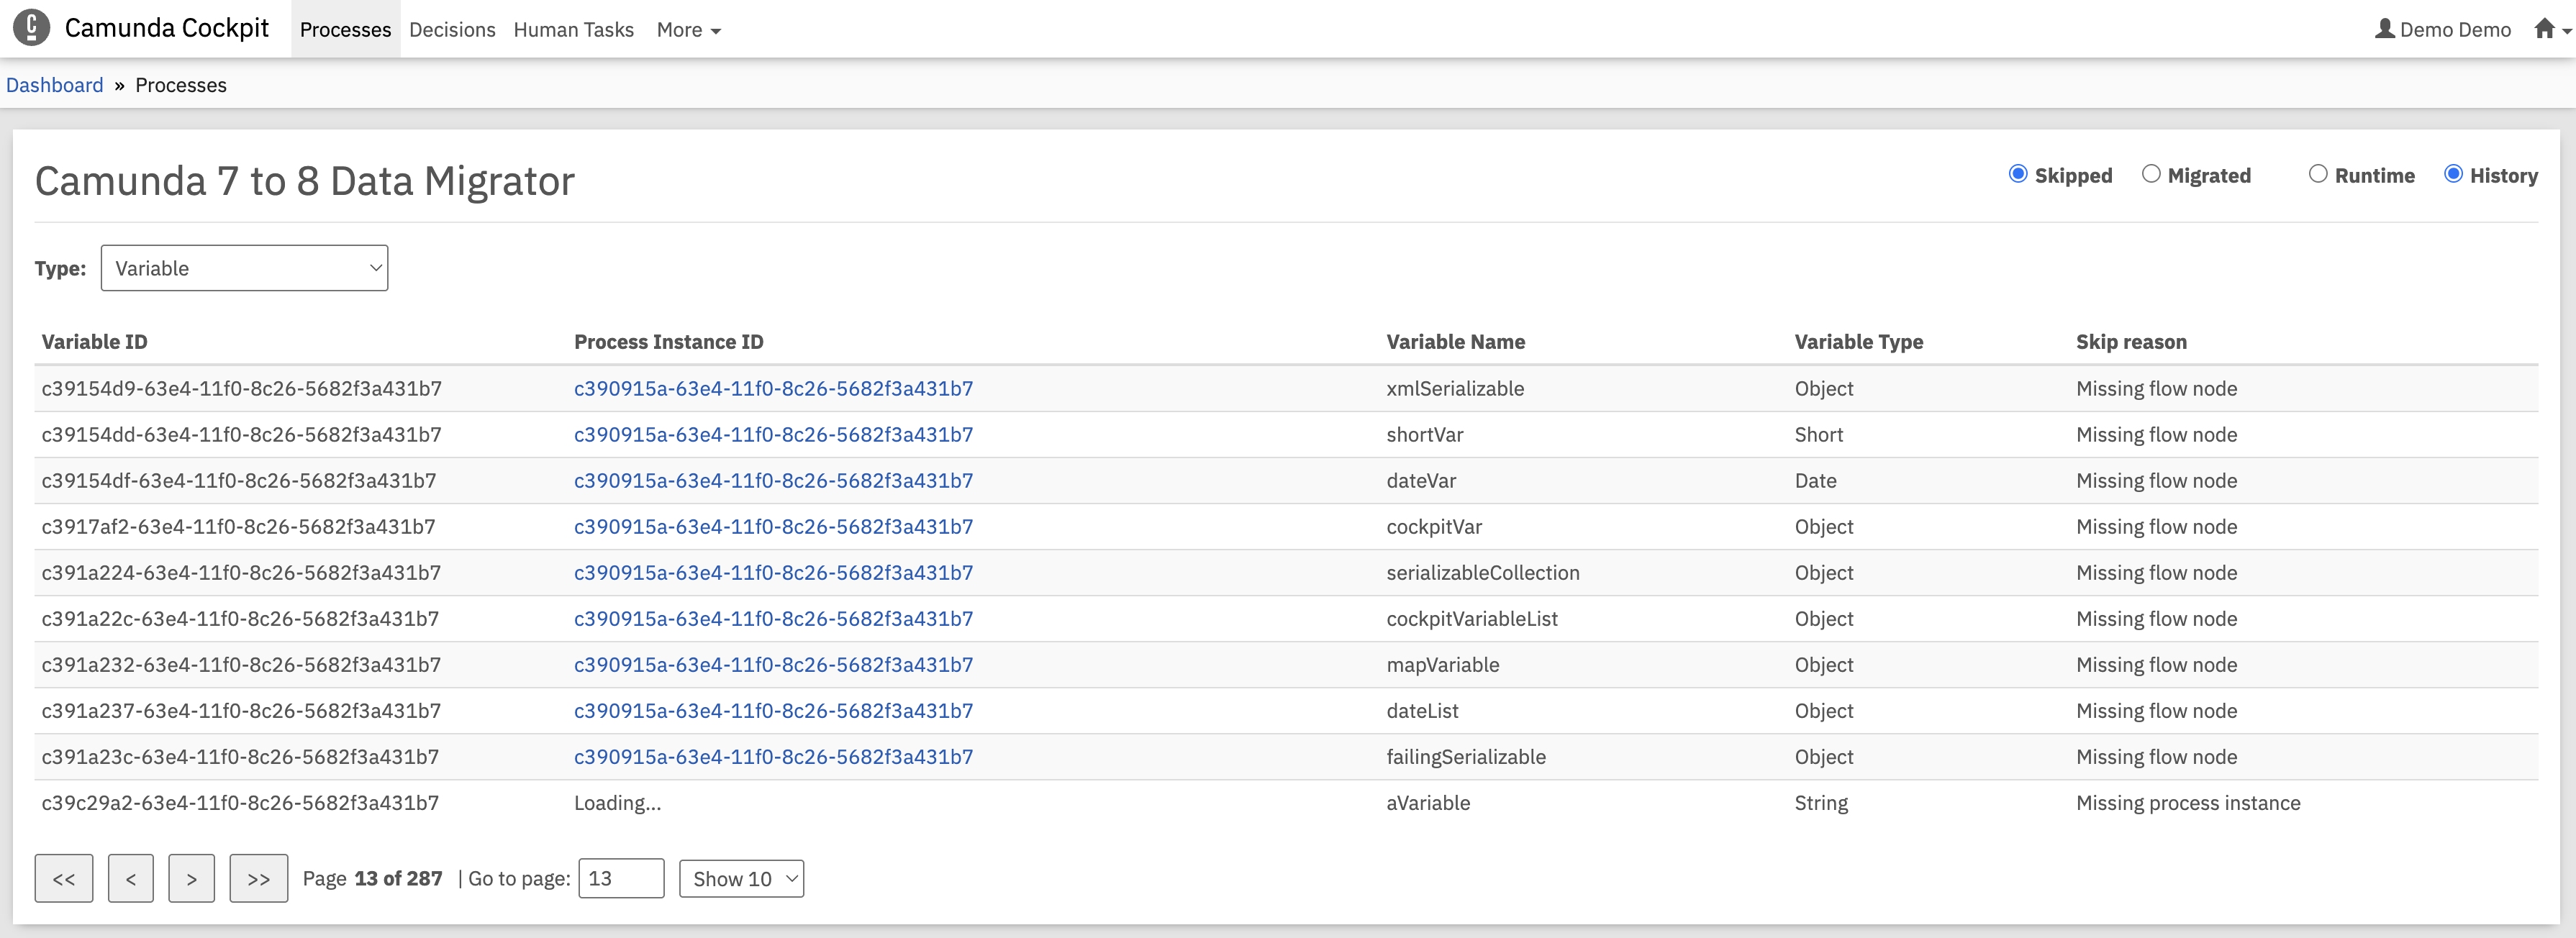 Camunda Cockpit Processes Decisions Human Tasks More Demo Demo
Dashboard » Processes
Camunda 7 to 8 Data Migrator Skipped Migrated Runtime History
Type: Variable
Variable ID Process Instance ID Variable Name Variable Type Skip reason
c39154d9-63e4-11f0-8c26-5682f3a431b7 c390915a-63e4-11f0-8c26-5682f3a431b7 xmlSerializable Object Missing flow node
c39154dd-63e4-11f0-8c26-5682f3a431b7 c390915a-63e4-11f0-8c26-5682f3a431b7 shortVar Short Missing flow node
c39154df-63e4-11f0-8c26-5682f3a431b7 c390915a-63e4-11f0-8c26-5682f3a431b7 dateVar Date Missing flow node
c3917af2-63e4-11f0-8c26-5682f3a431b7 c390915a-63e4-11f0-8c26-5682f3a431b7 cockpitVar Object Missing flow node
c391a224-63e4-11f0-8c26-5682f3a431b7 c390915a-63e4-11f0-8c26-5682f3a431b7 serializableCollection Object Missing flow node
c391a22c-63e4-11f0-8c26-5682f3a431b7 c390915a-63e4-11f0-8c26-5682f3a431b7 cockpitVariableList Object Missing flow node
c391a232-63e4-11f0-8c26-5682f3a431b7 c390915a-63e4-11f0-8c26-5682f3a431b7 mapVariable Object Missing flow node
c391a237-63e4-11f0-8c26-5682f3a431b7 c390915a-63e4-11f0-8c26-5682f3a431b7 dateList Object Missing flow node
c391a23c-63e4-11f0-8c26-5682f3a431b7 c390915a-63e4-11f0-8c26-5682f3a431b7 failingSerializable Object Missing flow node
c39c29a2-63e4-11f0-8c26-5682f3a431b7 Loading... aVariable String Missing process instance
<< < > >> Page 13 of 287 | Go to page: 13 Show 10